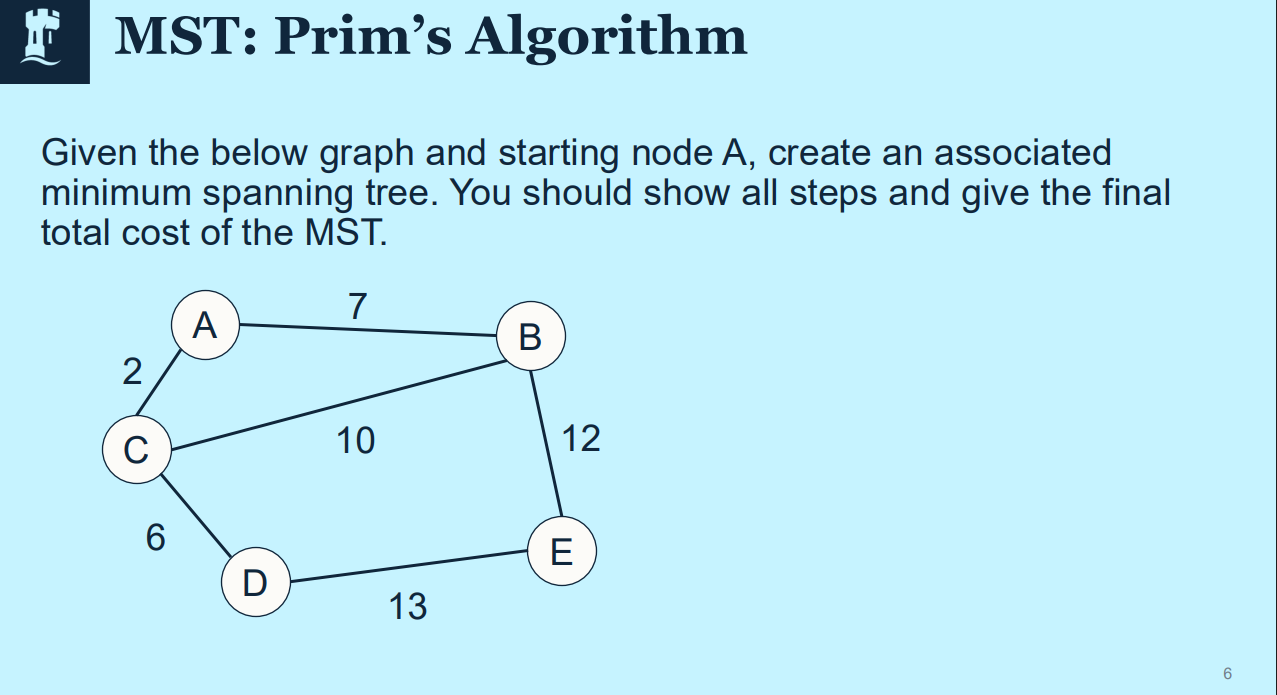 MST: Prim’s Algorithm
Given the below graph and starting node A, create an associated
minimum spanning tree. You should show all steps and give the final
total cost of the MST.
7
A
B
2
10
12
C
6
E
D
13
6